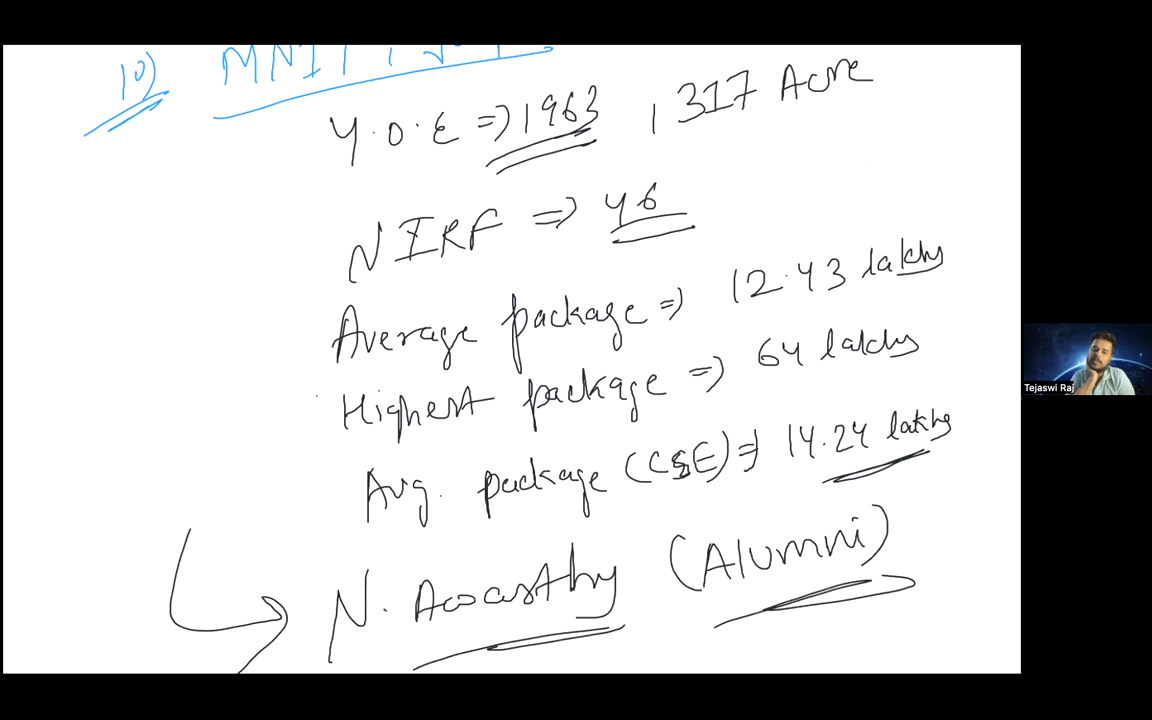 10) MNIT, J
Y.O.E => 1963, 317 Acre
NIRF => 46
Average package => 12.43 lakhs
Highest package => 64 lakhs
Avg. package (CSE) => 14.24 lakhs
N. Awasthy (Alumni)
Tejaswi Raj